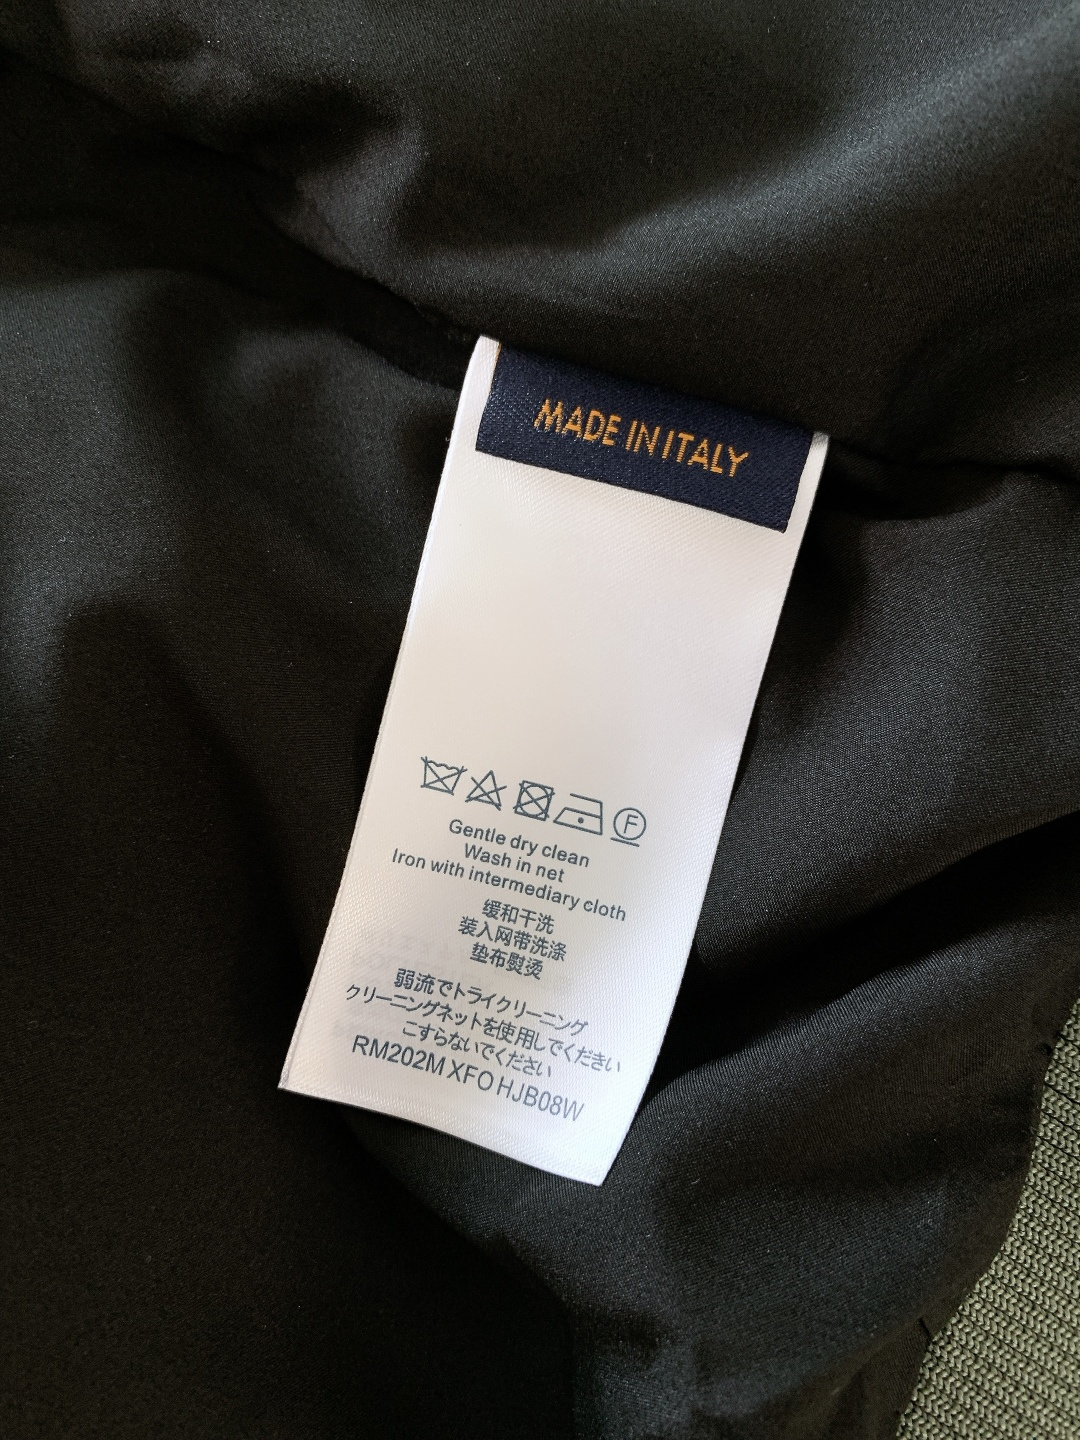 MADE IN ITALY
F
Gentle dry clean
Wash in net
Iron with intermediary cloth
缓和干洗
装入网带洗涤
垫布熨烫
弱流でトライクリーニング
クリーニングネットを使用しでください
こすらないでください
RM202M XFO HJB08W